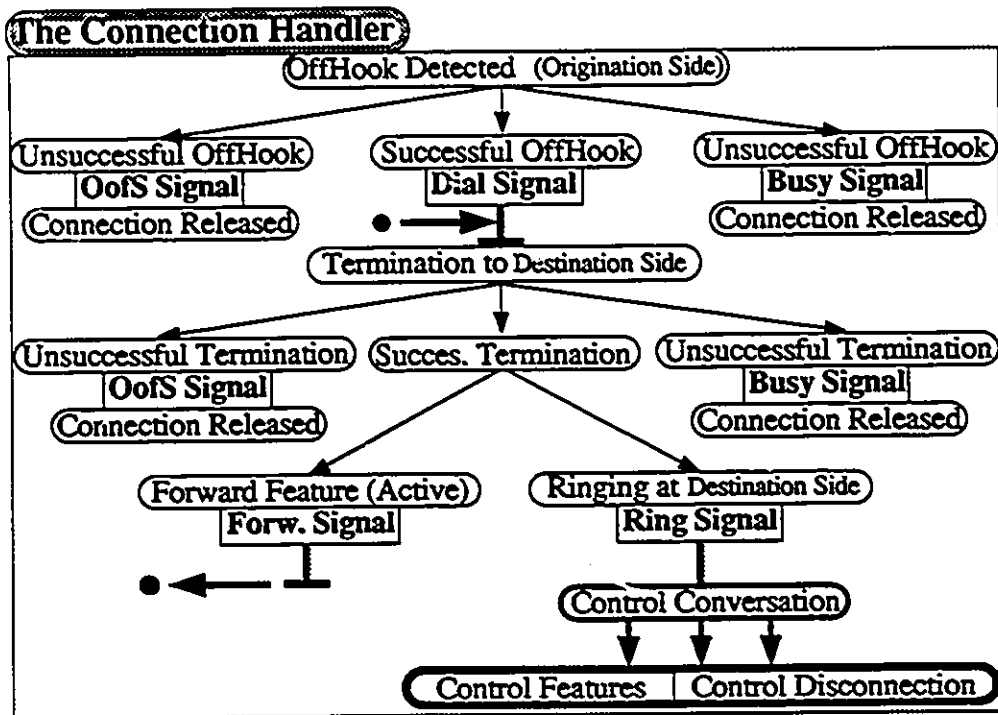 The Connection Handler
OffHook Detected (Origination Side)
Unsuccessful OffHook
Successful OffHook
Unsuccessful OffHook
OofS Signal
Dial Signal
Busy Signal
Connection Released
Connection Released
Termination to Destination Side
Unsuccessful Termination
Succes. Termination
Unsuccessful Termination
OofS Signal
Busy Signal
Connection Released
Connection Released
Forward Feature (Active)
Ringing at Destination Side
Forw. Signal
Ring Signal
Control Conversation
Control Features
Control Disconnection